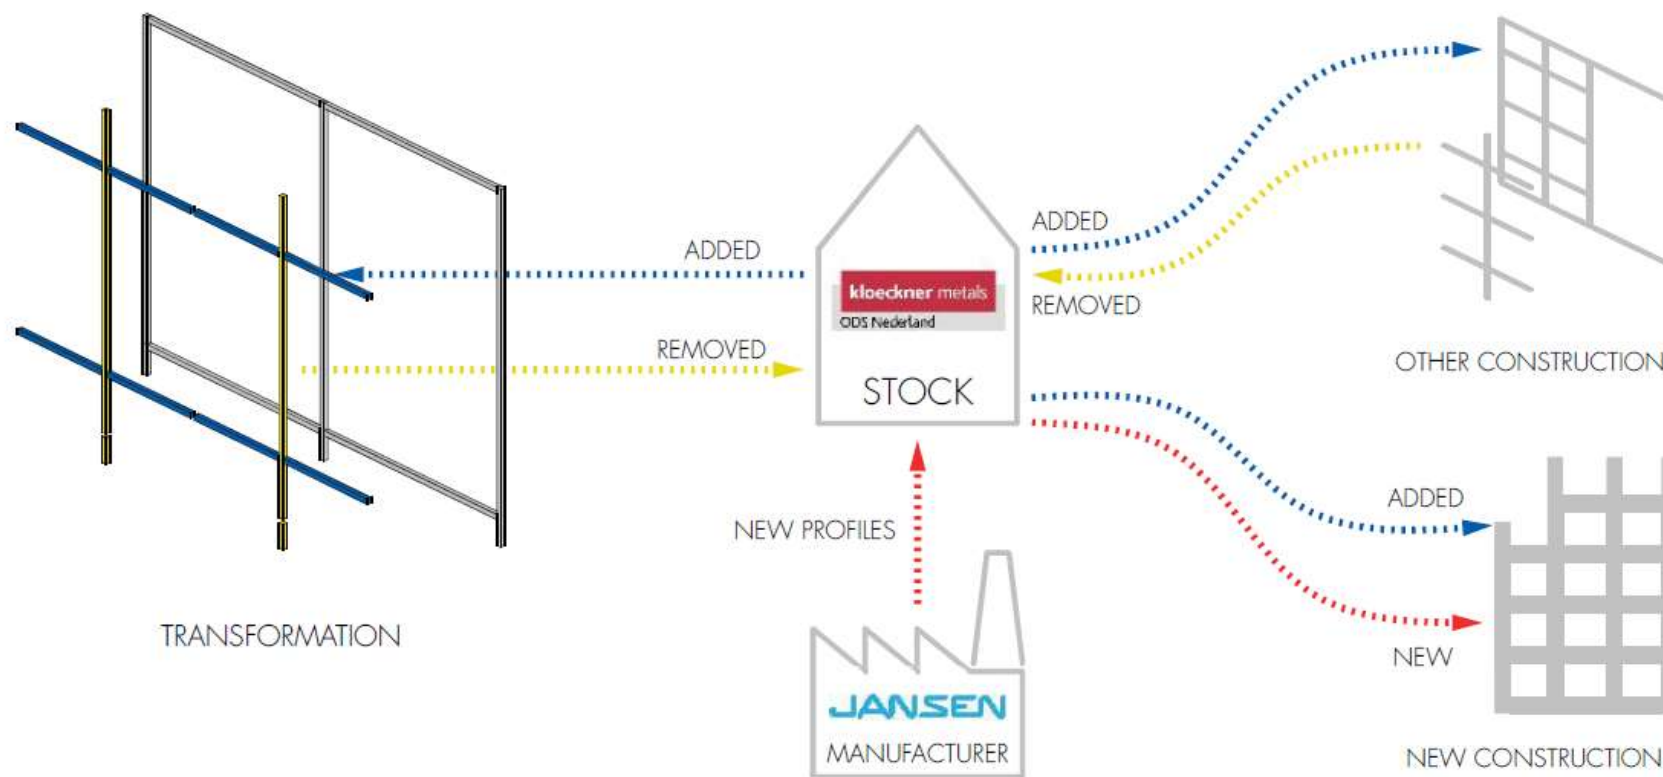 ADDED
REMOVED
TRANSFORMATION
kloeckner metals
ODS Nederland
STOCK
NEW PROFILES
JANSEN
MANUFACTURER
ADDED
REMOVED
OTHER CONSTRUCTION
ADDED
NEW
NEW CONSTRUCTION